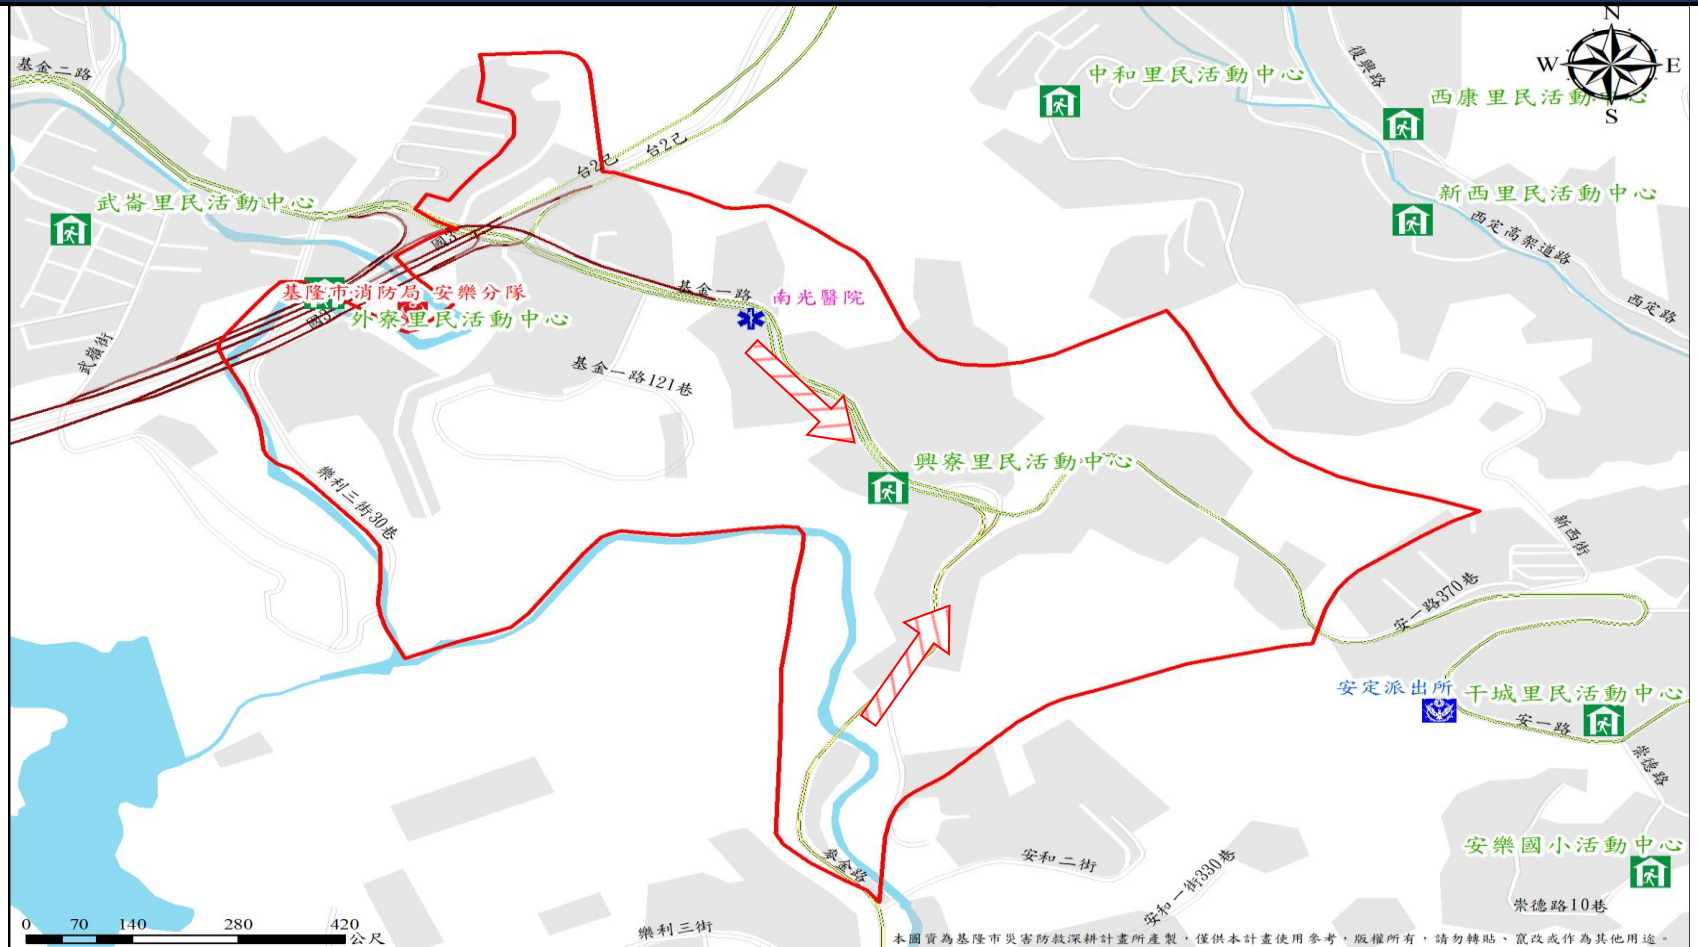 N
W
E
S
基金二路
復興路
中和里民活動中心
西康里民活動中心
台2己
台2己
武崙里民活動中心
新西里民活動中心
西定高架道路
國3
基金一路
南光醫院
基隆市消防局 安樂分隊
國3
外寮里民活動中心
西定路
武嶺街
基金一路121巷
興寮里民活動中心
樂利三街30巷
新西街
安一路370巷
安定派出所
干城里民活動中心
安一路
崇德路
安樂國小活動中心
麥金路
安和二街
安和一街330巷
崇德路10巷
樂利三街
0 70 140 280 420
公尺
本圖資為基隆市災害防救深耕計畫所產製，僅供本計畫使用參考，版權所有，請勿轉貼、竄改或作為其他用途。